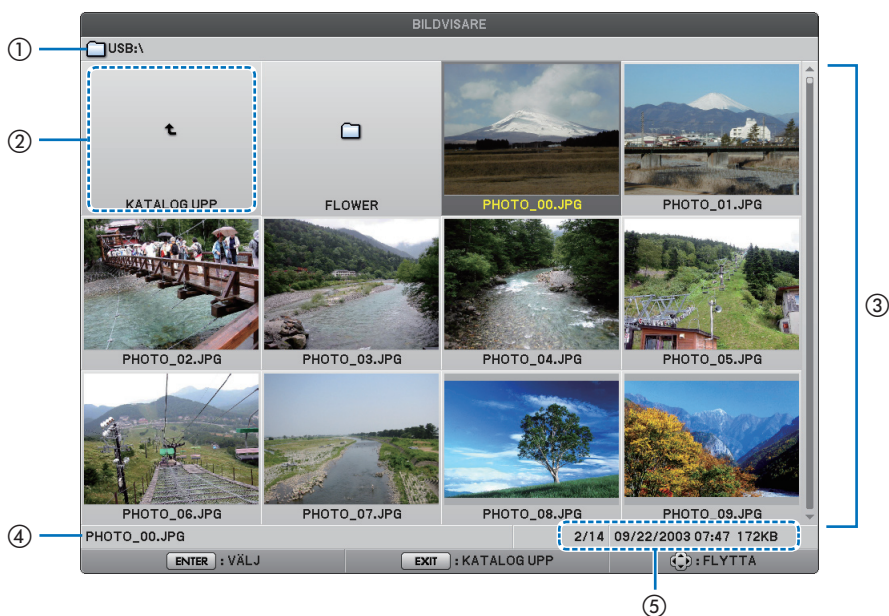 BILDVISARE
① USB:\
②
KATALOG UPP FLOWER PHOTO_00.JPG PHOTO_01.JPG
③
PHOTO_02.JPG PHOTO_03.JPG PHOTO_04.JPG PHOTO_05.JPG
PHOTO_06.JPG PHOTO_07.JPG PHOTO_08.JPG PHOTO_09.JPG
④ PHOTO_00.JPG 2/14 09/22/2003 07:47 172KB
ENTER : VÄLJ EXIT : KATALOG UPP : FLYTTA
⑤